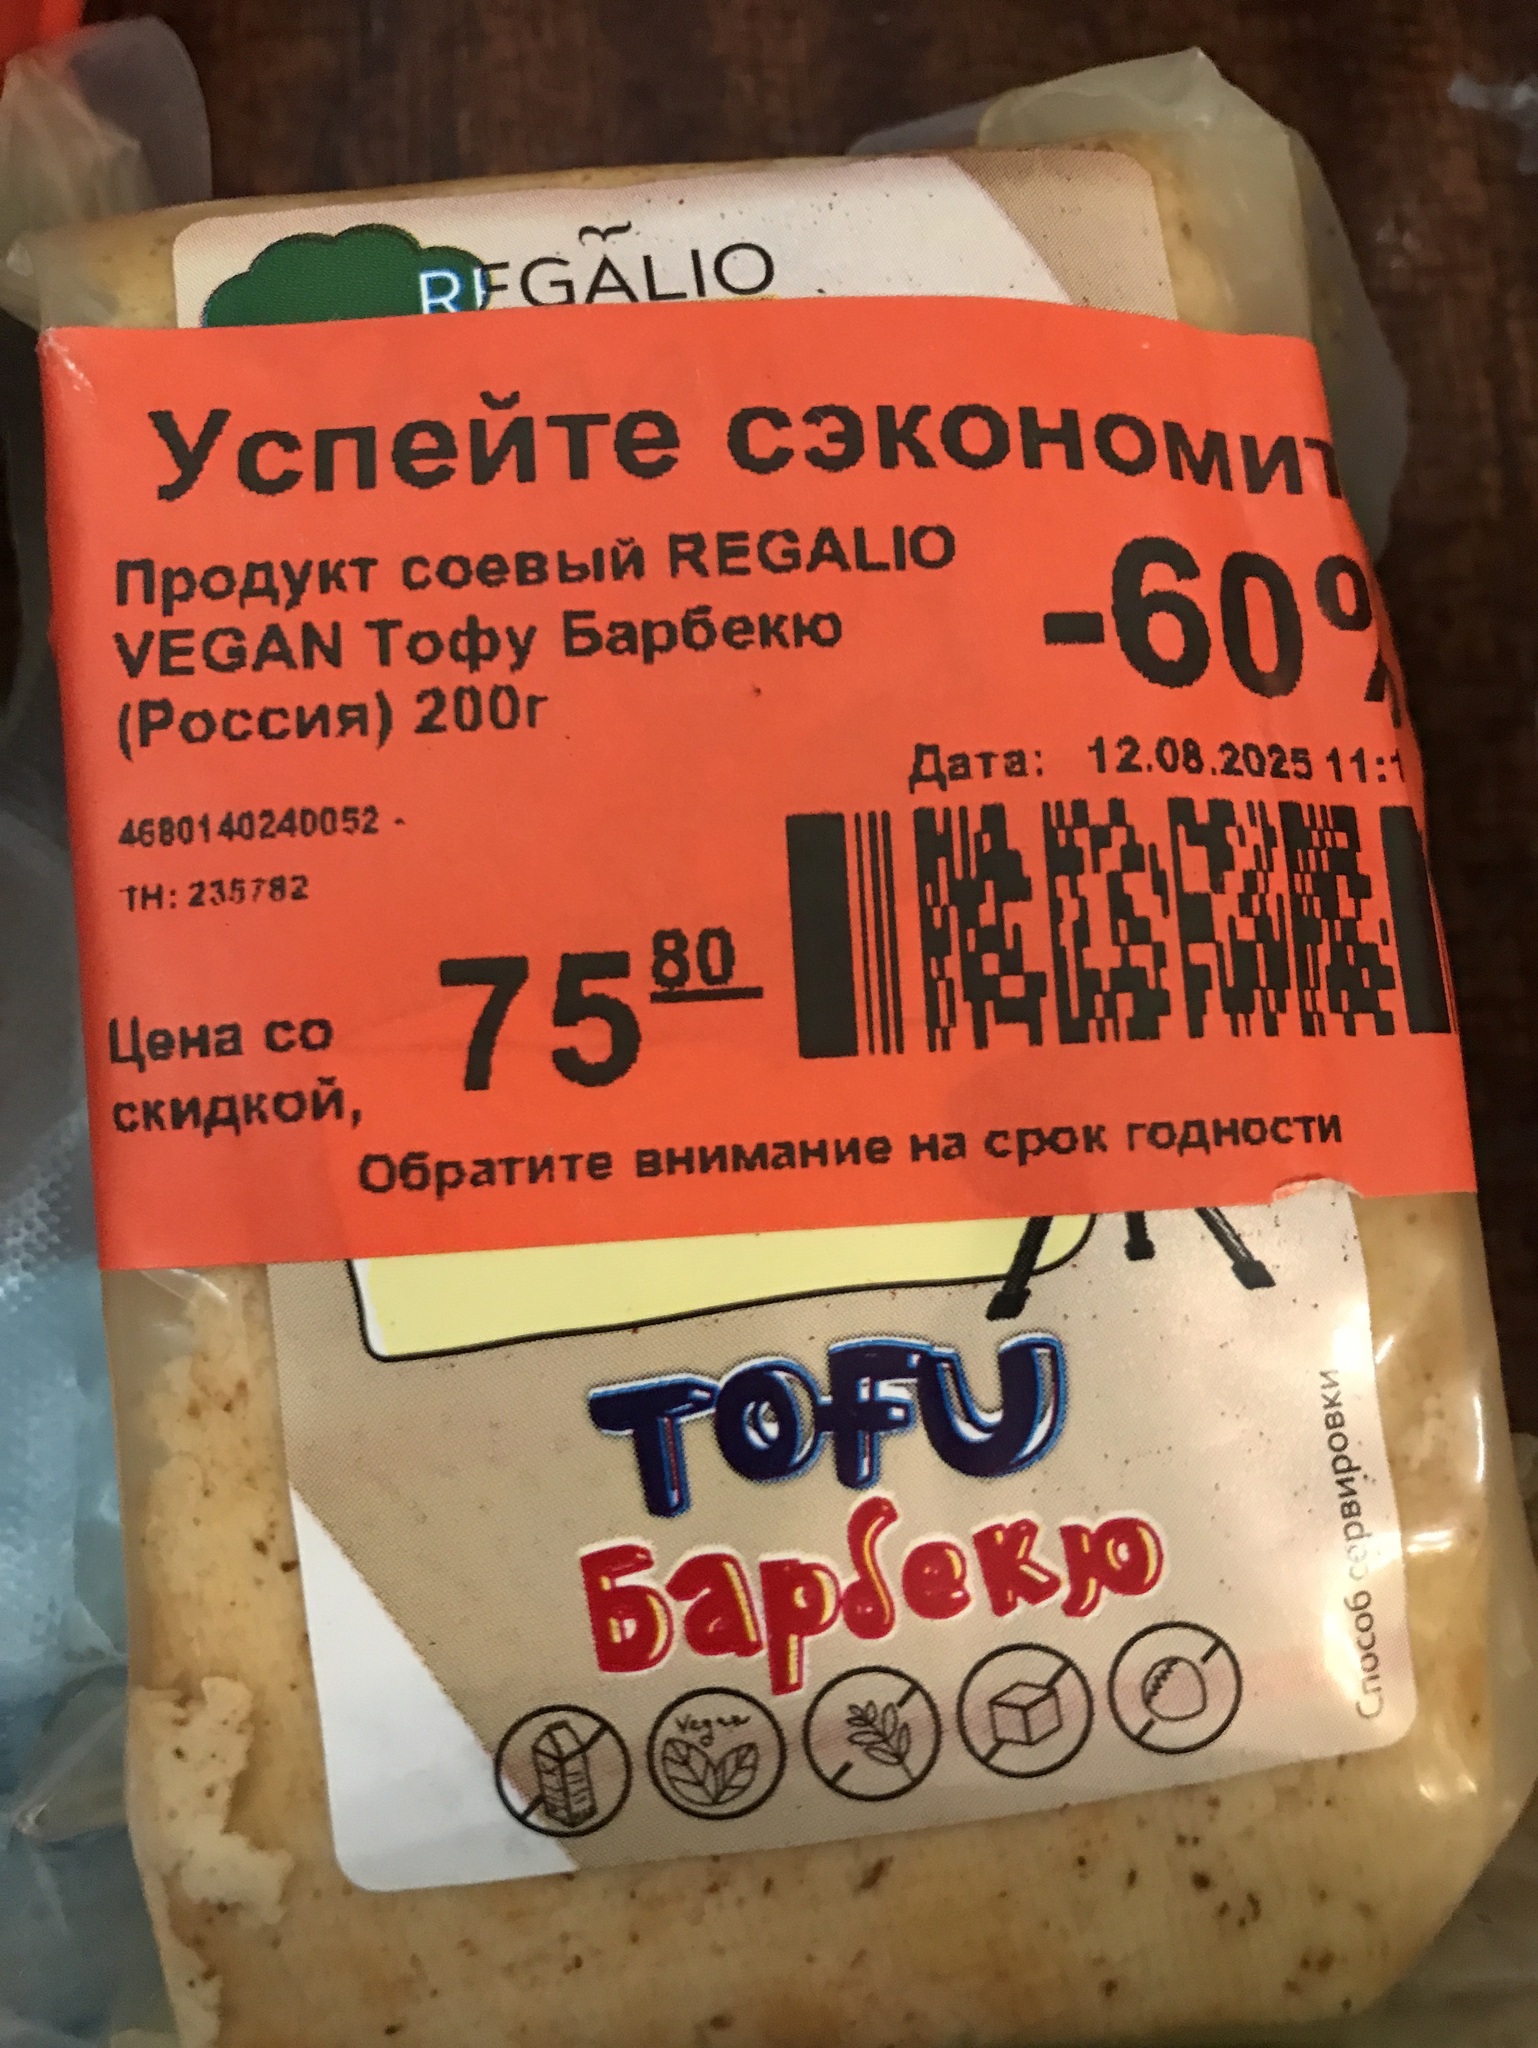 REGALIO
Успейте сэкономит
Продукт соевый REGALIO
VEGAN Тофу Барбекю
(Россия) 200г
-60%
Дата: 12.08.2025 11:1
4680140240052 -
ТН: 235782
Цена со
скидкой,
75 80
Обратите внимание на срок годности
TOFU
Барбекю
Vegan
Способ сервировки